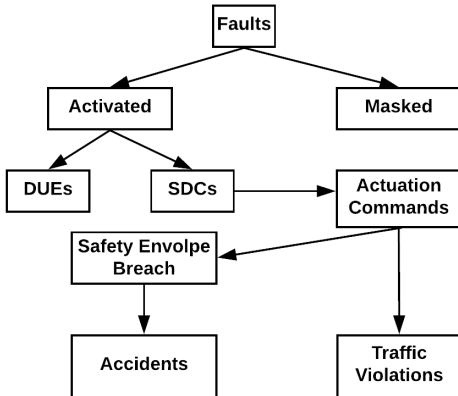 Faults
Activated
Masked
DUEs
SDCs
Actuation
Commands
Safety Envolpe
Breach
Accidents
Traffic
Violations